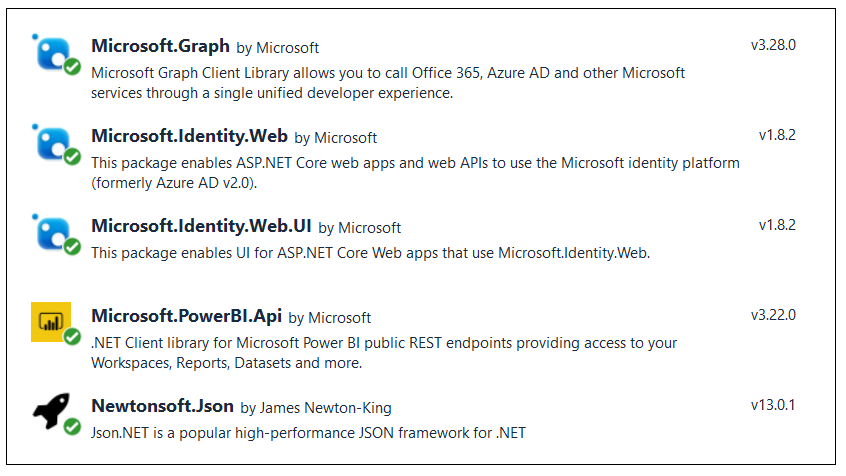 Microsoft.Graph by Microsoft v3.28.0
Microsoft Graph Client Library allows you to call Office 365, Azure AD and other Microsoft
services through a single unified developer experience.
Microsoft.Identity.Web by Microsoft v1.8.2
This package enables ASP.NET Core web apps and web APIs to use the Microsoft identity platform
(formerly Azure AD v2.0).
Microsoft.Identity.Web.UI by Microsoft v1.8.2
This package enables UI for ASP.NET Core Web apps that use Microsoft.Identity.Web.
Microsoft.PowerBI.Api by Microsoft v3.22.0
.NET Client library for Microsoft Power BI public REST endpoints providing access to your
Workspaces, Reports, Datasets and more.
Newtonsoft.Json by James Newton-King v13.0.1
Json.NET is a popular high-performance JSON framework for .NET